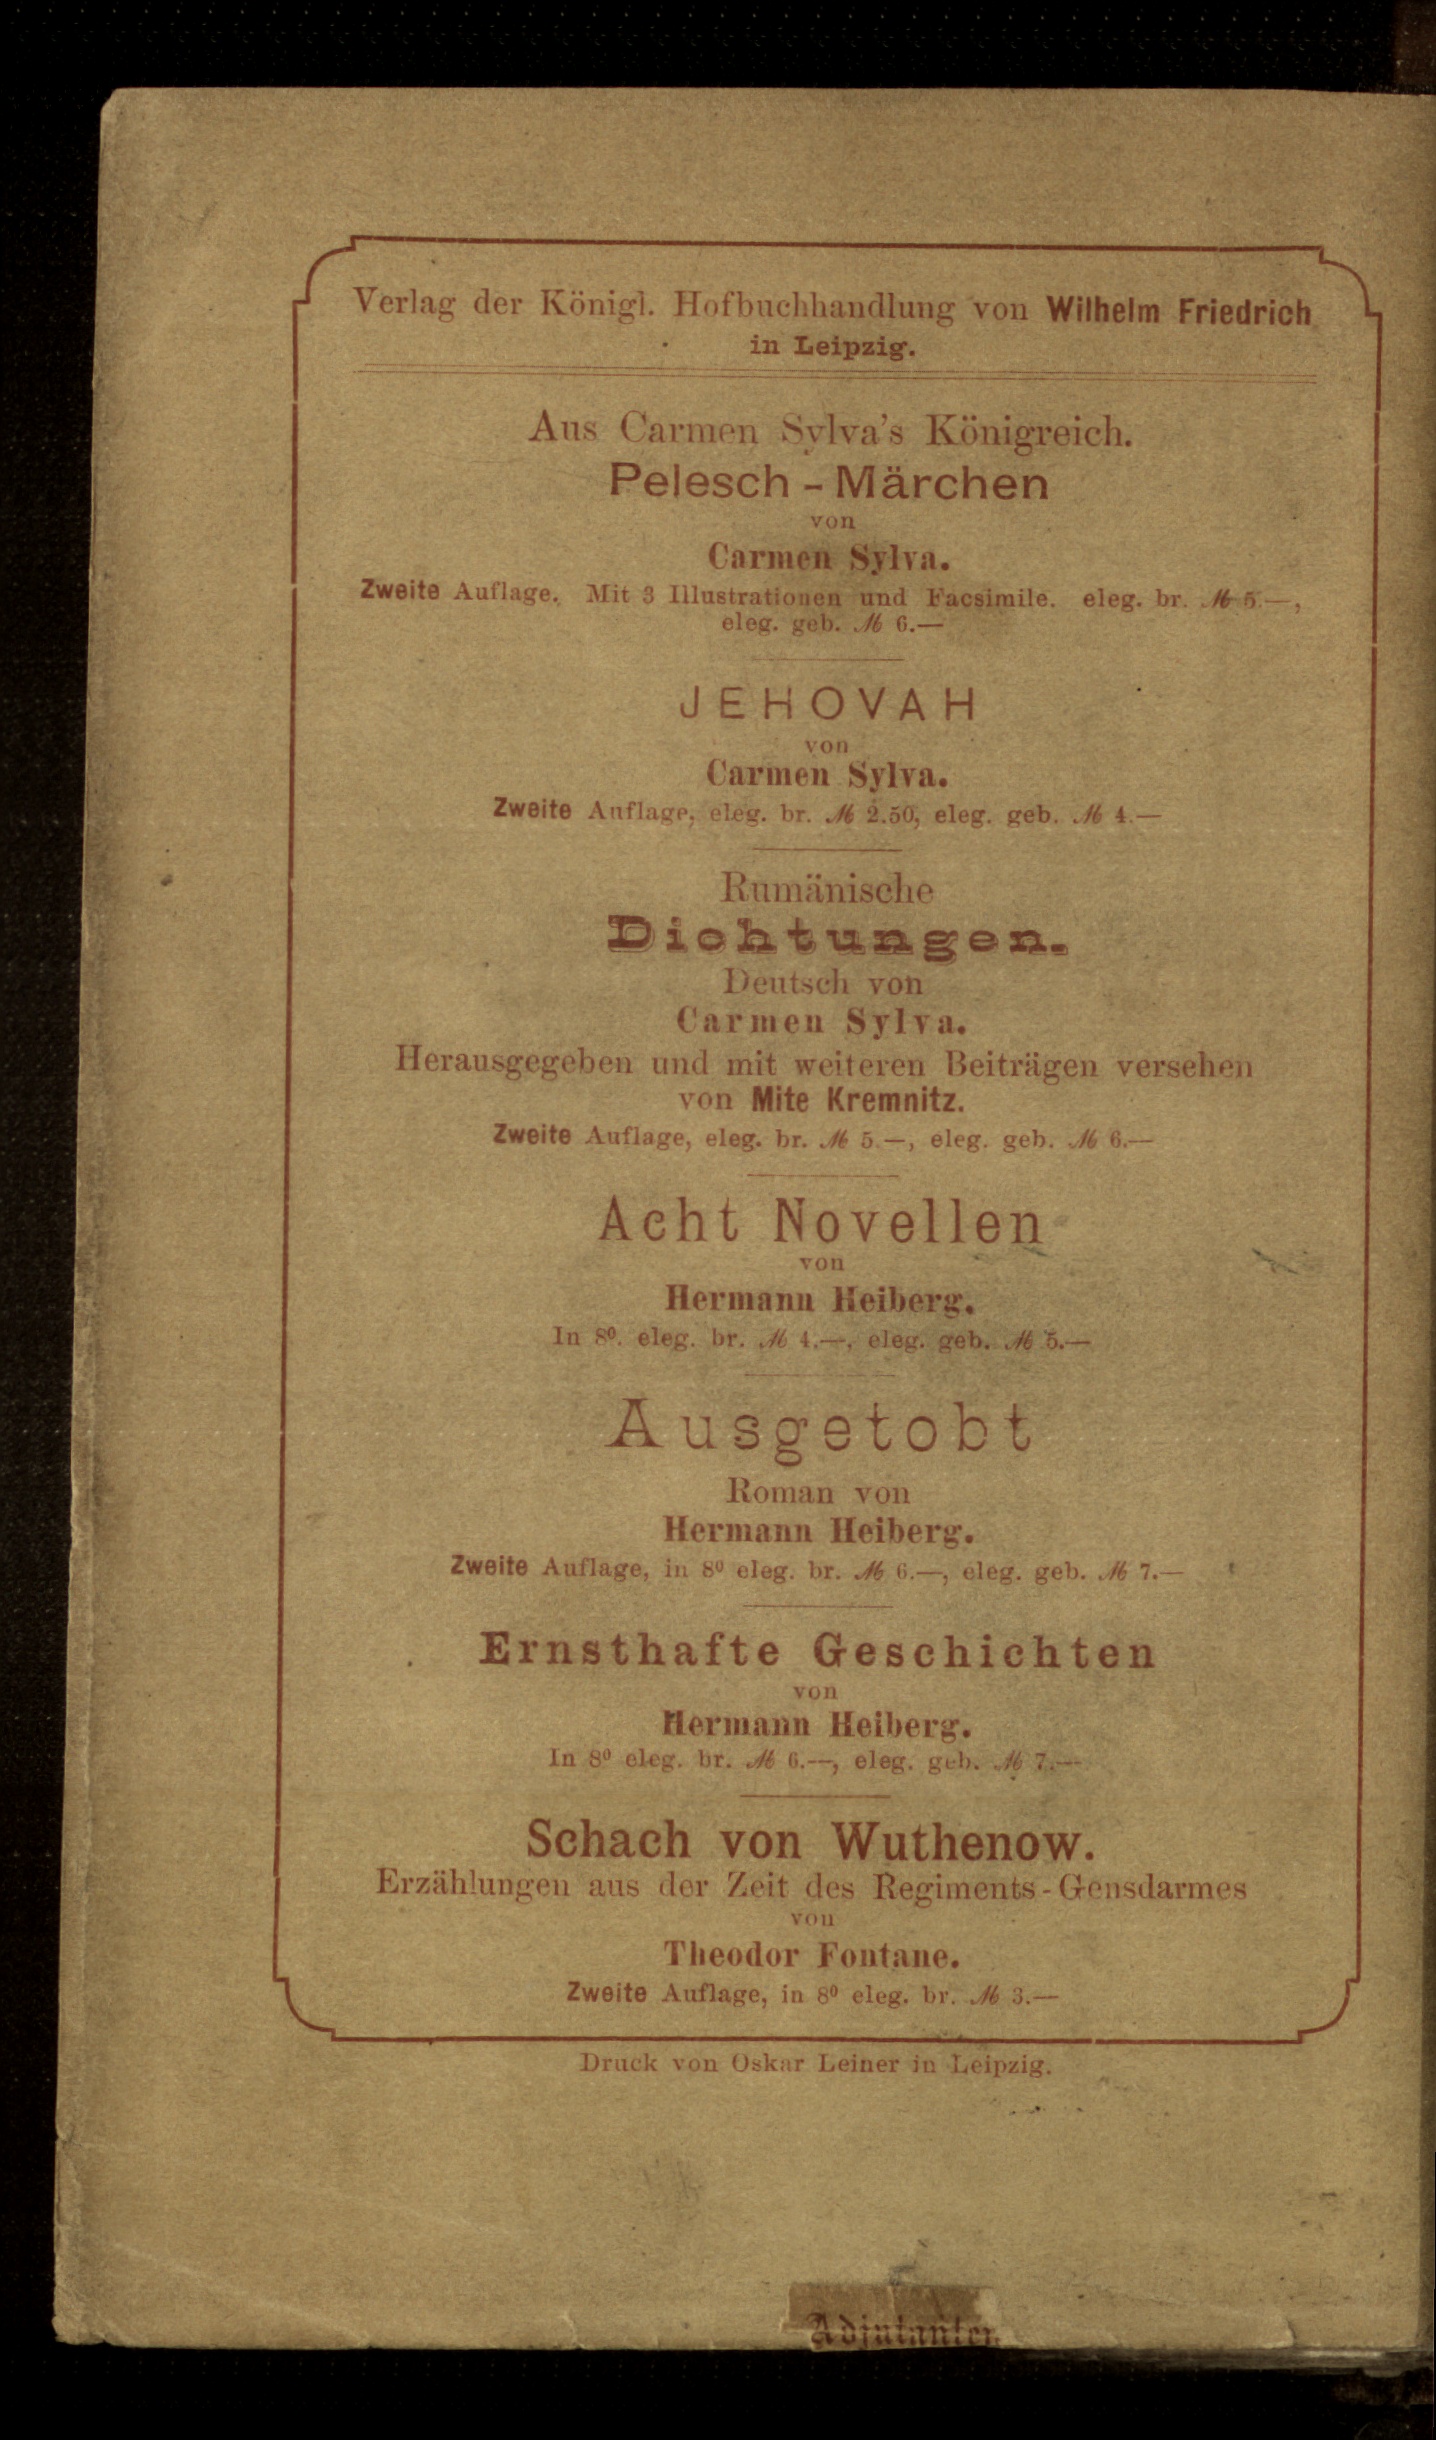 Verlag der Königl. Hofbuchhandlung von Wilhelm Friedrich
in Leipzig.
Aus Carmen Sylva's Königreich.
Pelesch-Märchen
von
Carmen Sylva.
Zweite Auflage. Mit 3 Illustrationen und Facsimile. eleg. br. ℳ 5.—,
eleg. geb. ℳ 6.—
JEHOVAH
von
Carmen Sylva.
Zweite Auflage, eleg. br. ℳ 2.50, eleg. geb. ℳ 4.—
Rumänische
Dichtungen.
Deutsch von
Carmen Sylva.
Herausgegeben und mit weiteren Beiträgen versehen
von Mite Kremnitz.
Zweite Auflage, eleg. br. ℳ 5.—, eleg. geb. ℳ 6.—
Acht Novellen
von
Hermann Heiberg.
In 8⁰. eleg. br. ℳ 4.—, eleg. geb. ℳ 5.—
Ausgetobt
Roman von
Hermann Heiberg.
Zweite Auflage, in 8⁰ eleg. br. ℳ 6.—, eleg. geb. ℳ 7.—
Ernsthafte Geschichten
von
Hermann Heiberg.
In 8⁰ eleg. br. ℳ 6.—, eleg. geb. ℳ 7.—
Schach von Wuthenow.
Erzählungen aus der Zeit des Regiments-Gensdarmes
von
Theodor Fontane.
Zweite Auflage, in 8⁰ eleg. br. ℳ 3.—
Druck von Oskar Leiner in Leipzig.
Adjutanten